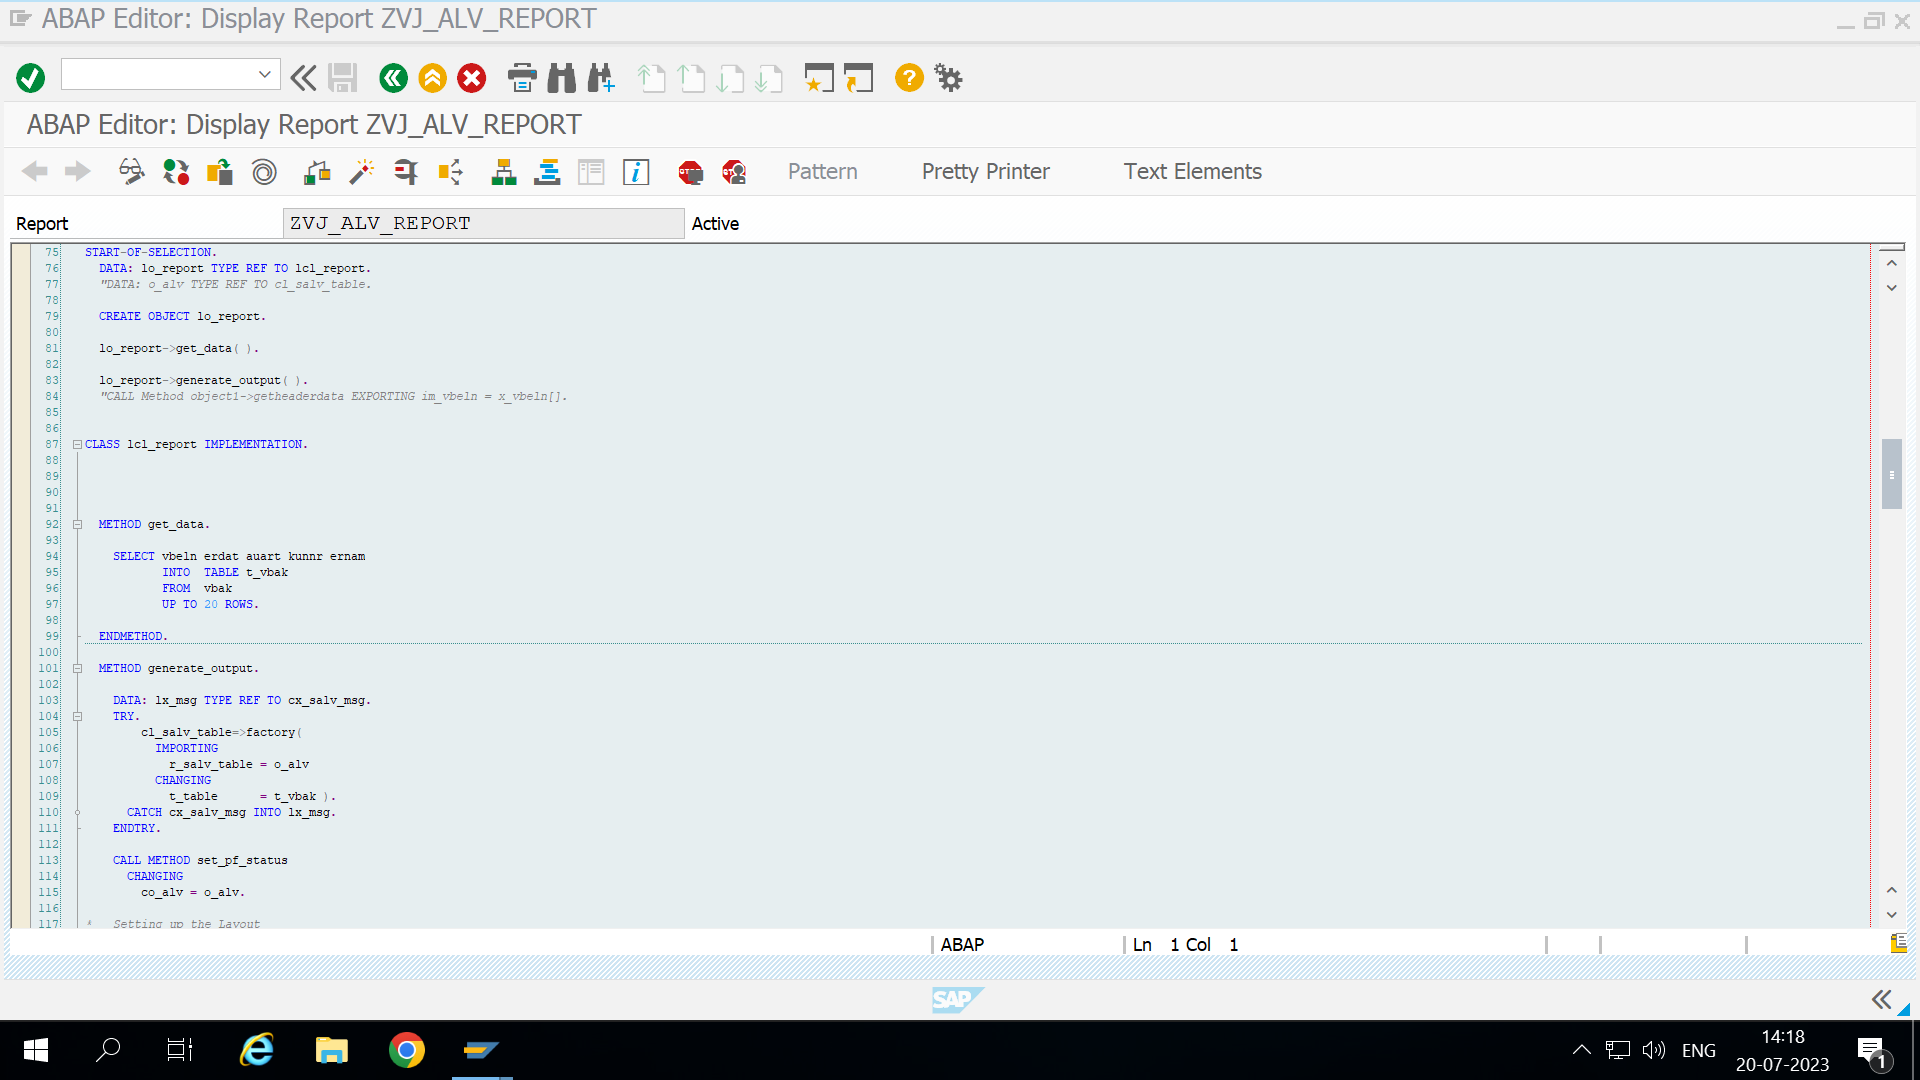 ABAP Editor: Display Report ZVJ_ALV_REPORT
ABAP Editor: Display Report ZVJ_ALV_REPORT
Pattern Pretty Printer Text Elements
Report ZVJ_ALV_REPORT Active
75 START-OF-SELECTION.
76 DATA: lo_report TYPE REF TO lcl_report.
77 "DATA: o_alv TYPE REF TO cl_salv_table.
78
79 CREATE OBJECT lo_report.
80
81 lo_report->get_data( ).
82
83 lo_report->generate_output( ).
84 "CALL Method object1->getheaderdata EXPORTING im_vbeln = x_vbeln[].
85
86
87 CLASS lcl_report IMPLEMENTATION.
88
89
90
91
92 METHOD get_data.
93
94 SELECT vbeln erdat auart kunnr ernam
95 INTO TABLE t_vbak
96 FROM vbak
97 UP TO 20 ROWS.
98
99 ENDMETHOD.
100
101 METHOD generate_output.
102
103 DATA: lx_msg TYPE REF TO cx_salv_msg.
104 TRY.
105 cl_salv_table=>factory(
106 IMPORTING
107 r_salv_table = o_alv
108 CHANGING
109 t_table = t_vbak ).
110 CATCH cx_salv_msg INTO lx_msg.
111 ENDTRY.
112
113 CALL METHOD set_pf_status
114 CHANGING
115 co_alv = o_alv.
116
117 * Setting up the Layout
ABAP Ln 1 Col 1
SAP
ENG
14:18
20-07-2023
1